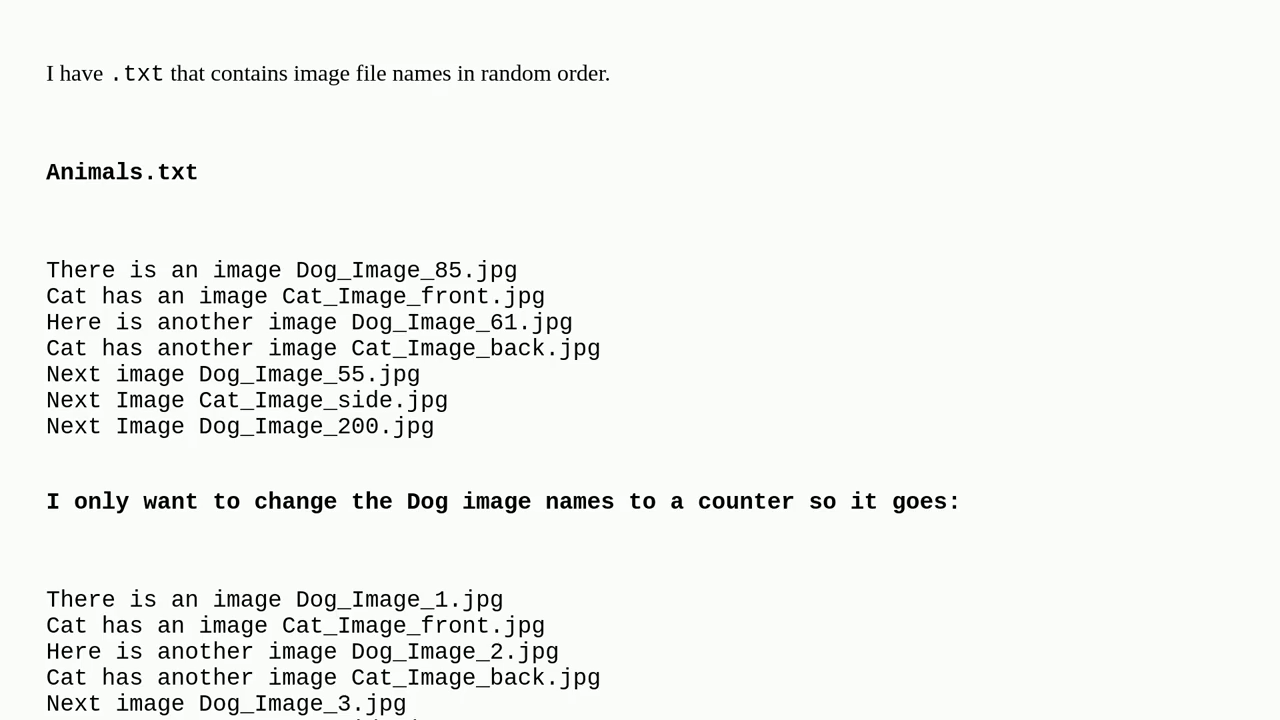 I have .txt that contains image file names in random order.
Animals.txt
There is an image Dog_Image_85.jpg
Cat has an image Cat_Image_front.jpg
Here is another image Dog_Image_61.jpg
Cat has another image Cat_Image_back.jpg
Next image Dog_Image_55.jpg
Next Image Cat_Image_side.jpg
Next Image Dog_Image_200.jpg
I only want to change the Dog image names to a counter so it goes:
There is an image Dog_Image_1.jpg
Cat has an image Cat_Image_front.jpg
Here is another image Dog_Image_2.jpg
Cat has another image Cat_Image_back.jpg
Next image Dog_Image_3.jpg